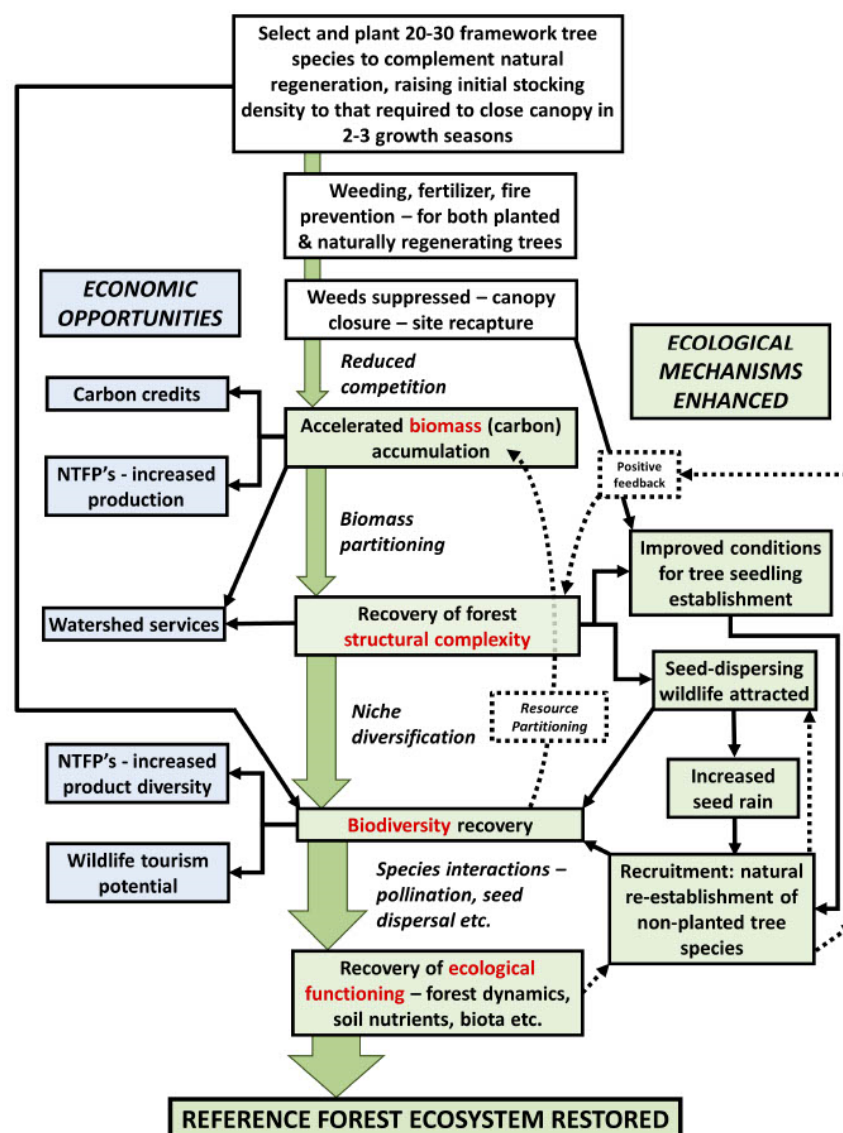 Select and plant 20-30 framework tree
species to complement natural
regeneration, raising initial stocking
density to that required to close canopy in
2-3 growth seasons
Weeding, fertilizer, fire
prevention – for both planted
& naturally regenerating trees
ECONOMIC
OPPORTUNITIES
Weeds suppressed – canopy
closure – site recapture
ECOLOGICAL
MECHANISMS
ENHANCED
Reduced
competition
Carbon credits
Accelerated biomass (carbon)
accumulation
NTFP's - increased
production
Positive
feedback
Biomass
partitioning
Improved conditions
for tree seedling
establishment
Watershed services
Recovery of forest
structural complexity
Seed-dispersing
wildlife attracted
Niche
diversification
Resource
Partitioning
NTFP's - increased
product diversity
Increased
seed rain
Biodiversity recovery
Wildlife tourism
potential
Species interactions –
pollination, seed
dispersal etc.
Recruitment: natural
re-establishment of
non-planted tree
species
Recovery of ecological
functioning – forest dynamics,
soil nutrients, biota etc.
REFERENCE FOREST ECOSYSTEM RESTORED